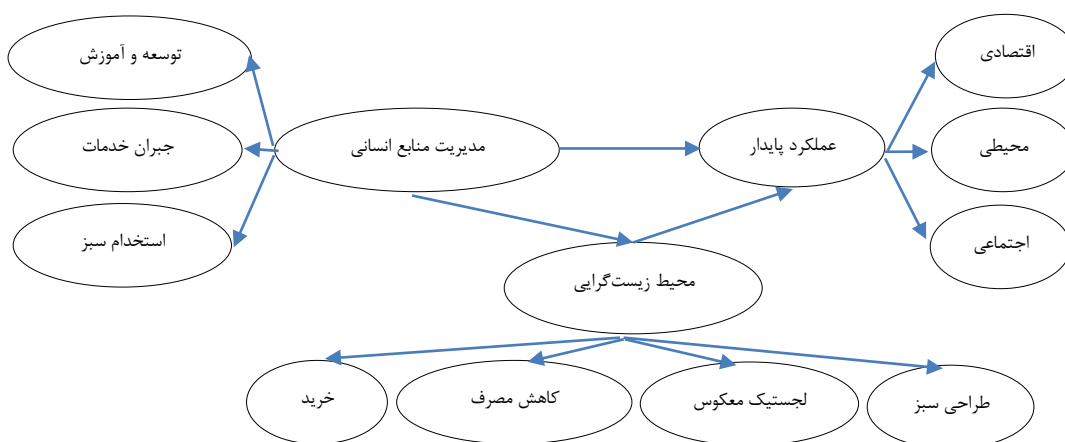 اقتصادی
توسعه و آموزش
محیطی
عملکرد پایدار
مدیریت منابع انسانی
جبران خدمات
اجتماعی
استخدام سبز
محیط زیست‌گرایی
طراحی سبز
لجستیک معکوس
کاهش مصرف
خرید